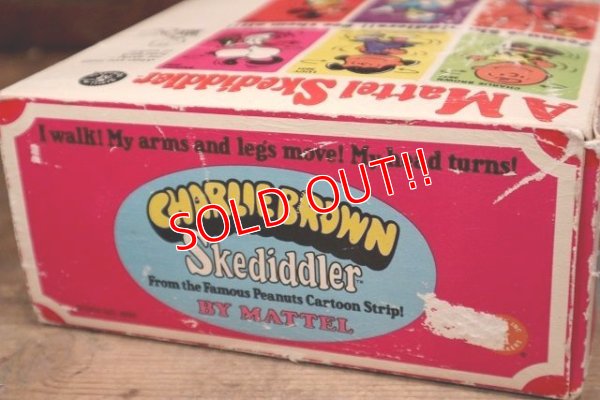 A Mattel Skediddler
I walk! My arms and legs move! My head turns!
CHARLIE BROWN
Skediddler
From the Famous Peanuts Cartoon Strip!
BY MATTEL
SOLD OUT!!